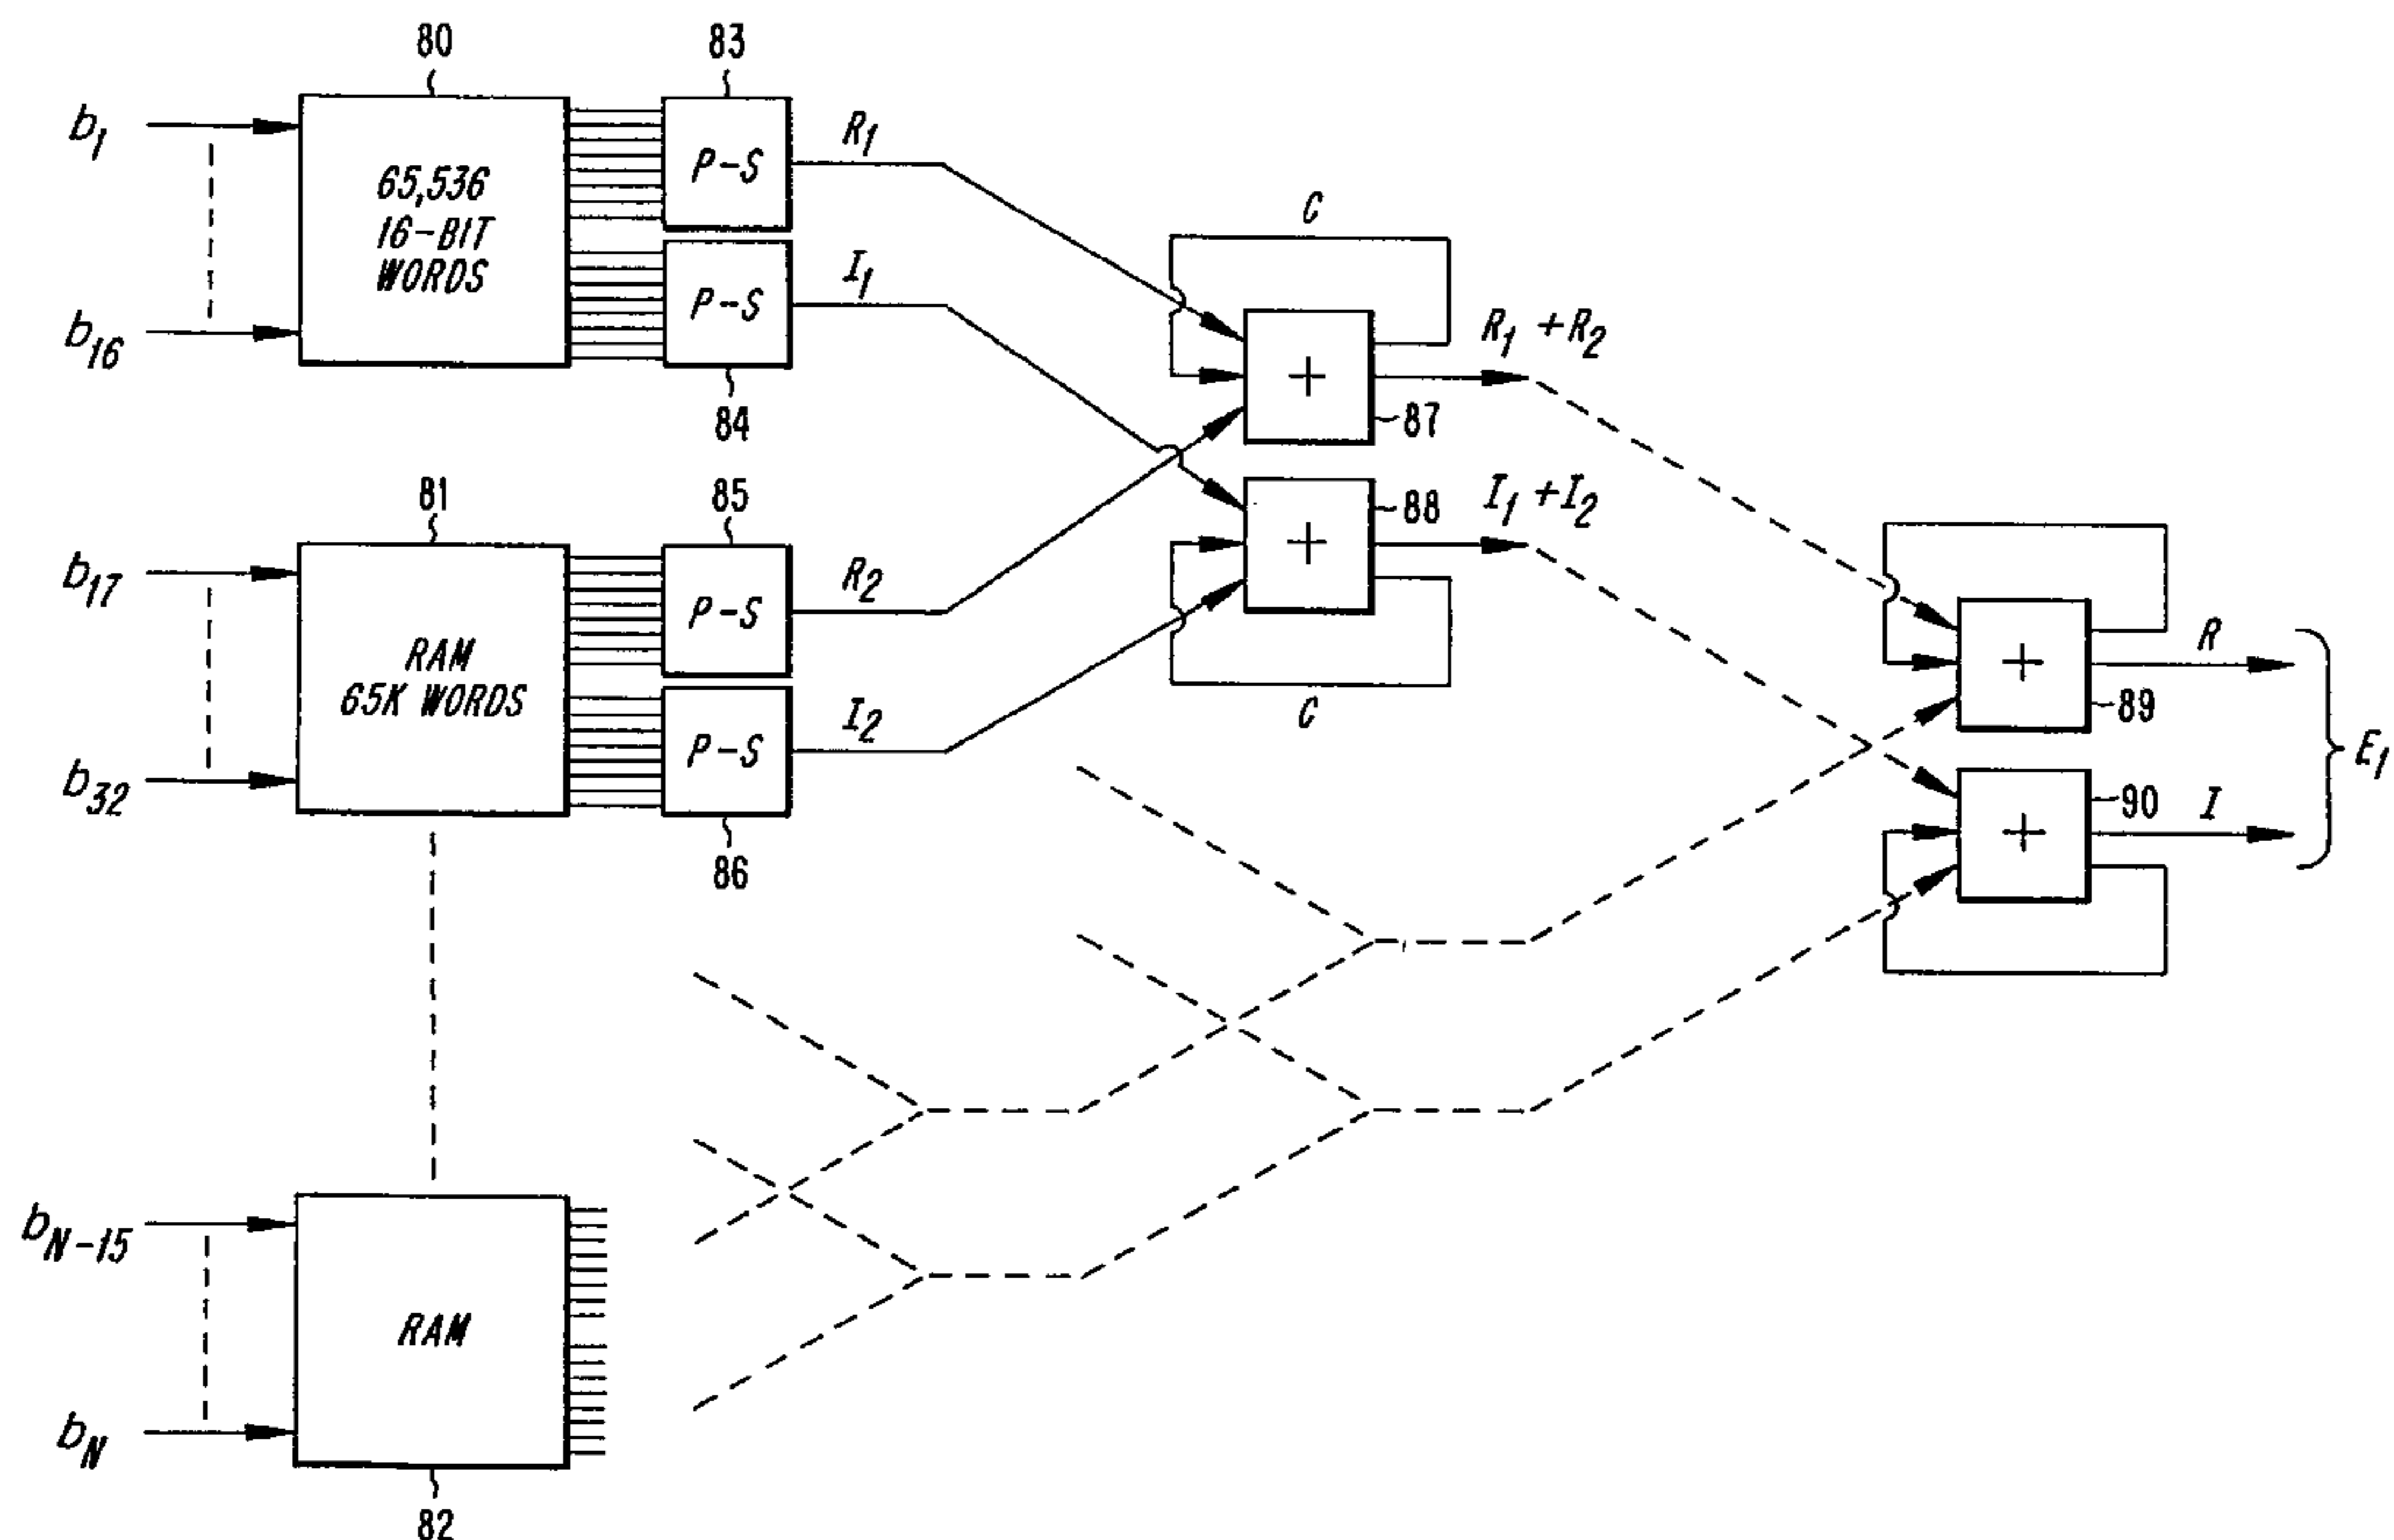 80
83
b1
R1
P-S
65,536
16-BIT
WORDS
C
I1
P-S
b16
R1 + R2
84
87
81
85
88
I1 + I2
b17
R2
P-S
RAM
65K WORDS
R
I2
C
89
P-S
E1
b32
90
I
86
bN-15
RAM
bN
82
+
+
+
+